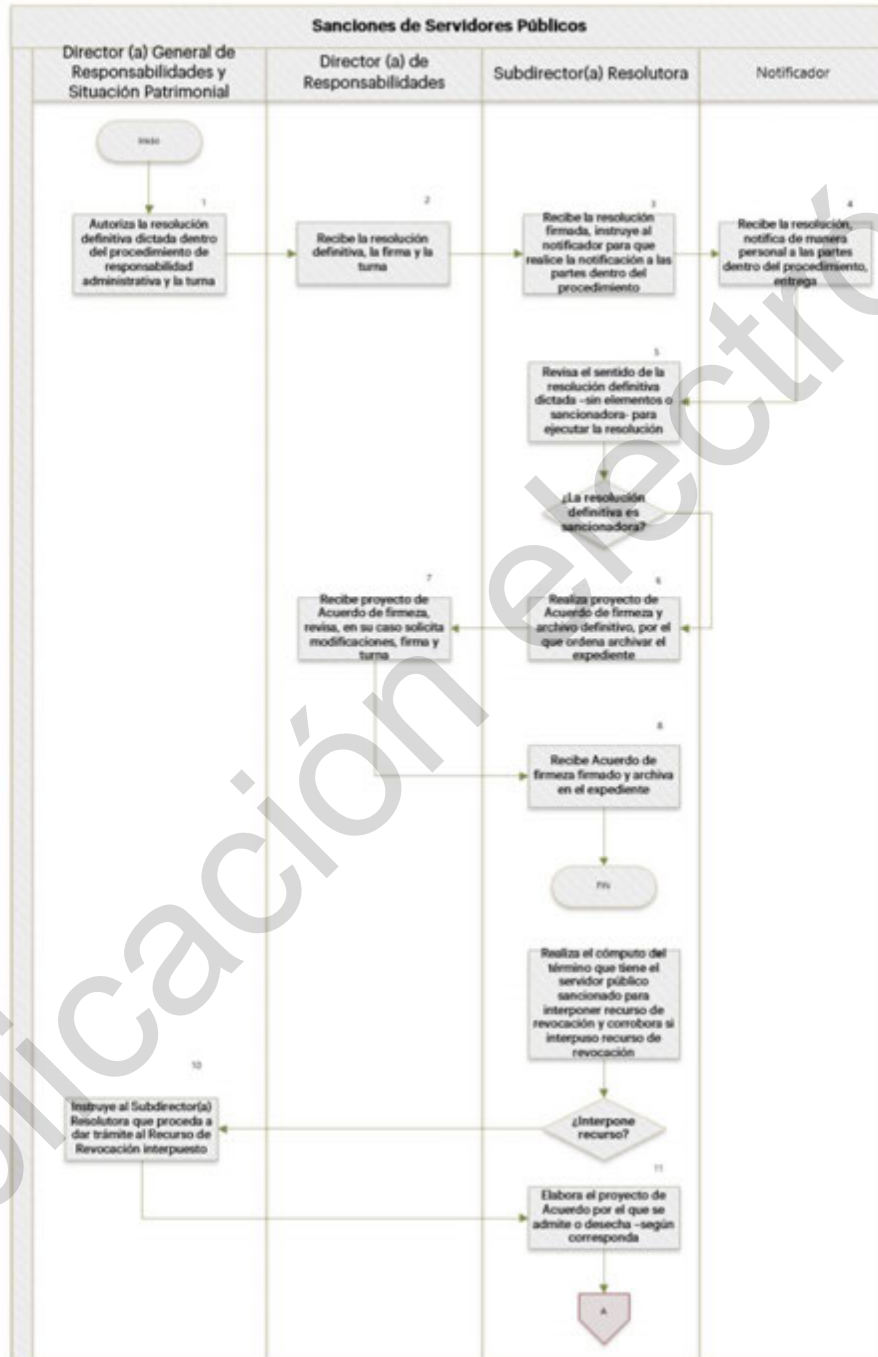 Sanciones de Servidores Públicos
Director (a) General de
Responsabilidades y
Situación Patrimonial
Director (a) de
Responsabilidades
Subdirector(a) Resolutora
Notificador
Inicio
1
Autoriza la resolución
definitiva dictada dentro
del procedimiento de
responsabilidad
administrativa y la turna
2
Recibe la resolución
definitiva, la firma y la
turna
3
Recibe la resolución
firmada, instruye al
notificador para que
realice la notificación a las
partes dentro del
procedimiento
4
Recibe la resolución,
notifica de manera
personal a las partes
dentro del procedimiento,
entrega
5
Revisa el sentido de la
resolución definitiva
dictada –sin elementos o
sancionadora- para
ejecutar la resolución
¿La resolución
definitiva es
sancionadora?
6
Realiza proyecto de
Acuerdo de firmeza y
archivo definitivo, por el
que ordena archivar el
expediente
7
Recibe proyecto de
Acuerdo de firmeza,
revisa, en su caso solicita
modificaciones, firma y
turna
8
Recibe Acuerdo de
firmeza firmado y archiva
en el expediente
FIN
Realiza el cómputo del
término que tiene el
servidor público
sancionado para
interponer recurso de
revocación y corrobora si
interpuso recurso de
revocación
¿Interpone
recurso?
10
Instruye al Subdirector(a)
Resolutora que proceda a
dar trámite al Recurso de
Revocación interpuesto
11
Elabora el proyecto de
Acuerdo por el que se
admite o desecha –según
corresponda
A
plicación electró